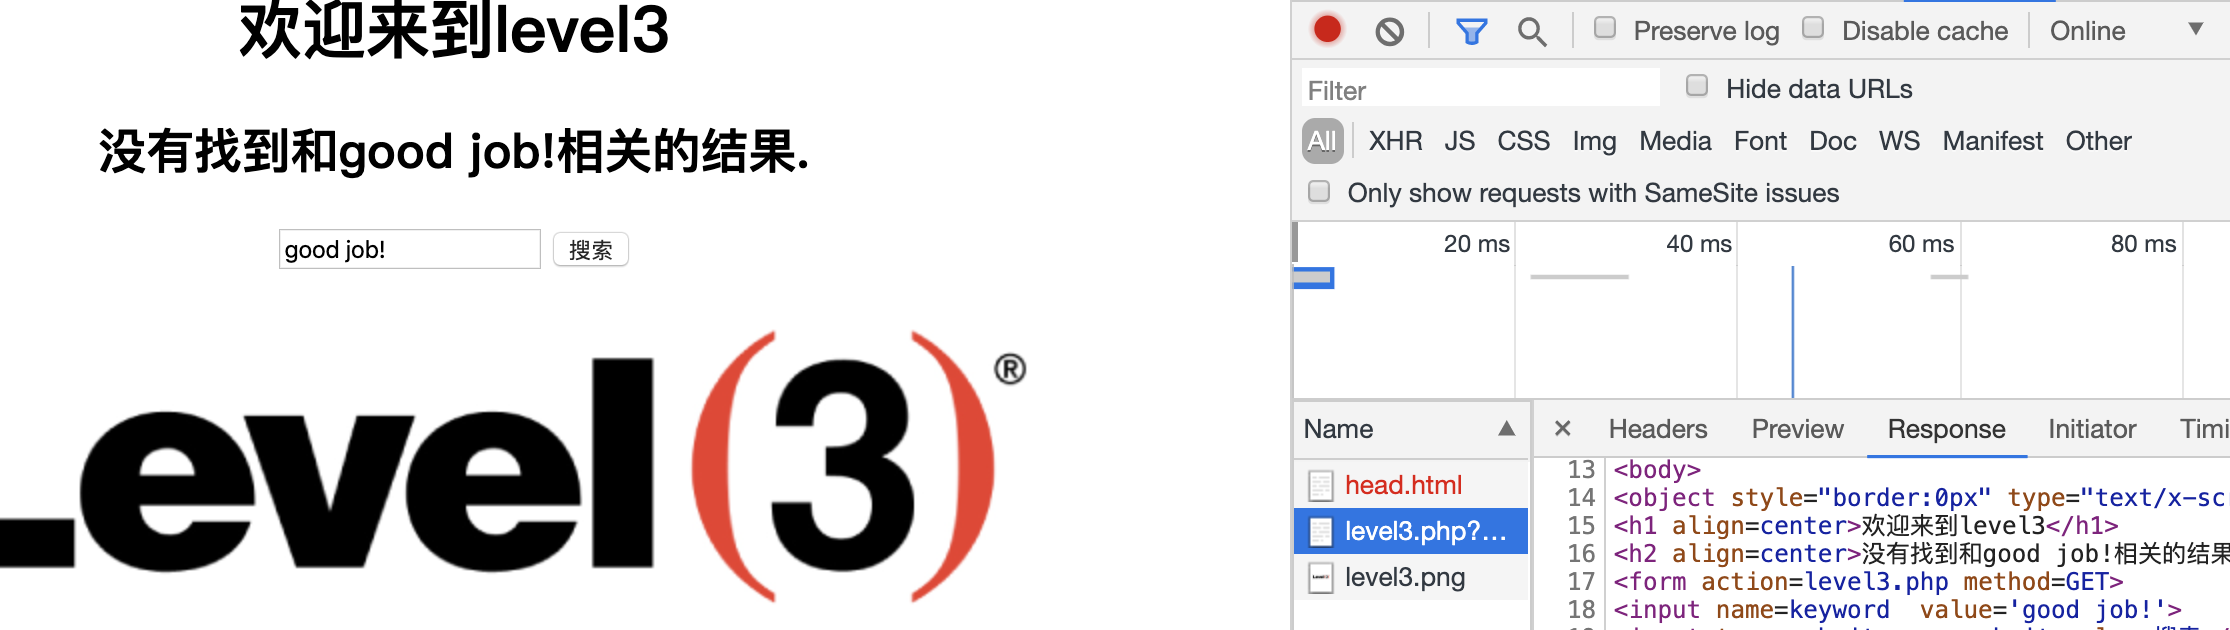 欢迎来到level3
没有找到和good job!相关的结果.
good job! 搜索
Level(3)®
Preserve log Disable cache Online
Filter Hide data URLs
All XHR JS CSS Img Media Font Doc WS Manifest Other
Only show requests with SameSite issues
20 ms 40 ms 60 ms 80 ms
Name
head.html
level3.php?...
level3.png
Headers Preview Response Initiator Timi
13 <body>
14 <object style="border:0px" type="text/x-scr
15 <h1 align=center>欢迎来到level3</h1>
16 <h2 align=center>没有找到和good job!相关的结果
17 <form action=level3.php method=GET>
18 <input name=keyword  value='good job!'>